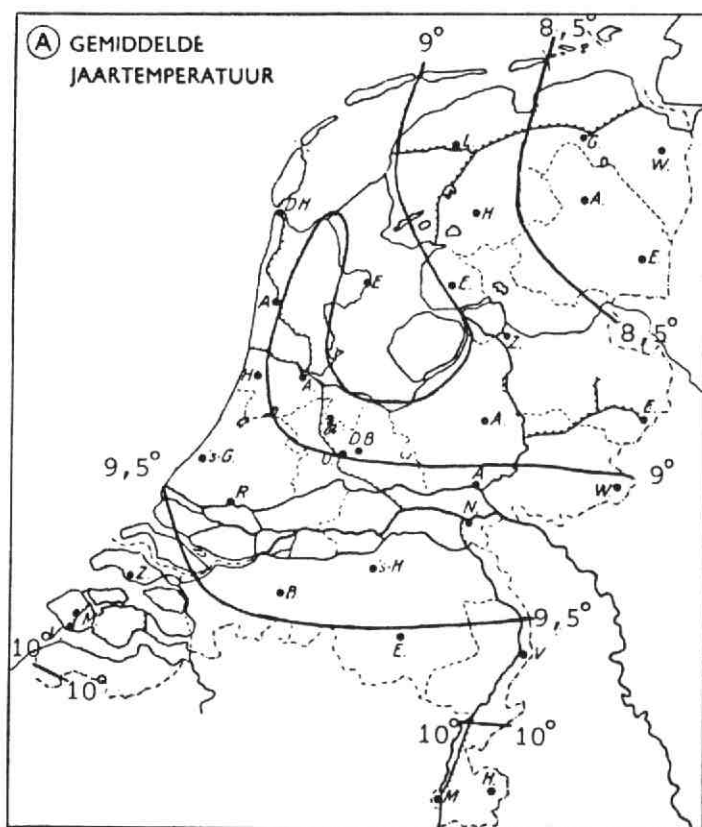 A GEMIDDELDE
JAARTEMPERATUUR
9°
8,5°
L.
G.
W.
A.
D.H
H
E.
E
E.
A
8,5°
Z.
H
A.
A.
E.
D.B.
U
's-G.
9,5°
A
9°
W
R
N.
Z.
's-H
B
M
V
9,5°
E.
V
10°
10°
10°
10°
H.
M